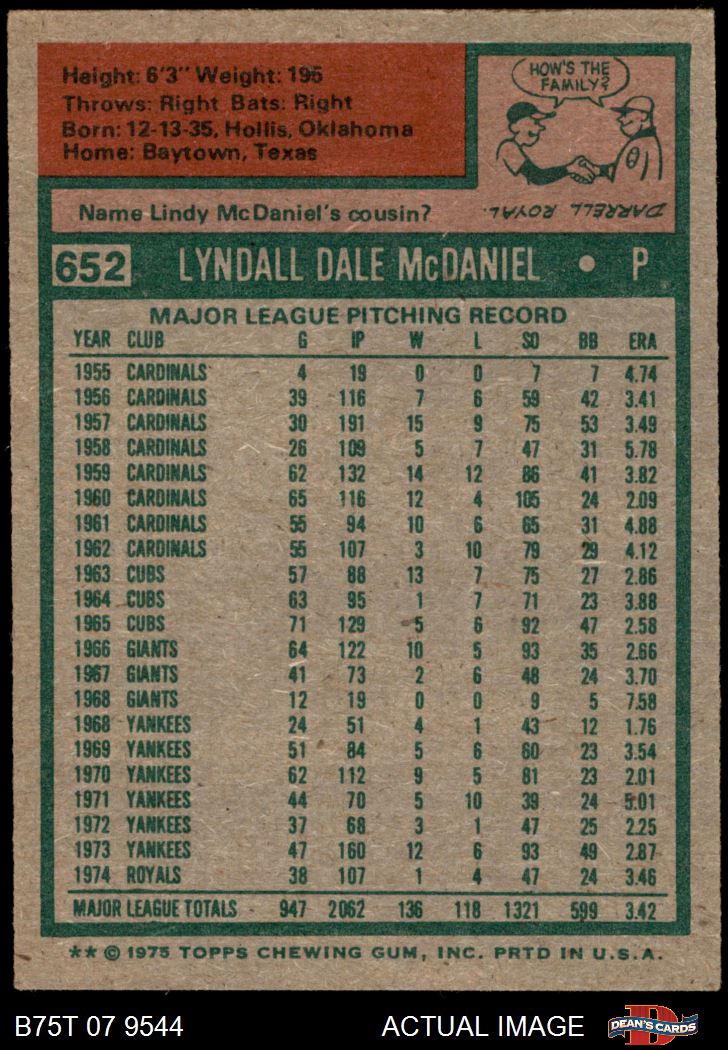 Height: 6'3" Weight: 195
Throws: Right Bats: Right
Born: 12-13-35, Hollis, Oklahoma
Home: Baytown, Texas
HOW'S THE
FAMILY?
Name Lindy McDaniel's cousin?
DARRELL ROYAL.
652 LYNDALL DALE McDANIEL • P
MAJOR LEAGUE PITCHING RECORD
YEAR CLUB G IP W L SO BB ERA
1955 CARDINALS 4 19 0 0 7 7 4.74
1956 CARDINALS 39 116 7 6 59 42 3.41
1957 CARDINALS 30 191 15 9 75 53 3.49
1958 CARDINALS 26 109 5 7 47 31 5.78
1959 CARDINALS 62 132 14 12 86 41 3.82
1960 CARDINALS 65 116 12 4 105 24 2.09
1961 CARDINALS 55 94 10 6 65 31 4.88
1962 CARDINALS 55 107 3 10 79 29 4.12
1963 CUBS 57 88 13 7 75 27 2.86
1964 CUBS 63 95 1 7 71 23 3.88
1965 CUBS 71 129 5 6 92 47 2.58
1966 GIANTS 64 122 10 5 93 35 2.66
1967 GIANTS 41 73 2 6 48 24 3.70
1968 GIANTS 12 19 0 0 9 5 7.58
1968 YANKEES 24 51 4 1 43 12 1.76
1969 YANKEES 51 84 5 6 60 23 3.54
1970 YANKEES 62 112 9 5 81 23 2.01
1971 YANKEES 44 70 5 10 39 24 5.01
1972 YANKEES 37 68 3 1 47 25 2.25
1973 YANKEES 47 160 12 6 93 49 2.87
1974 ROYALS 38 107 1 4 47 24 3.46
MAJOR LEAGUE TOTALS 947 2062 136 118 1321 599 3.42
** © 1975 TOPPS CHEWING GUM, INC. PRTD IN U.S.A.
B75T 07 9544 ACTUAL IMAGE D DEAN'S CARDS